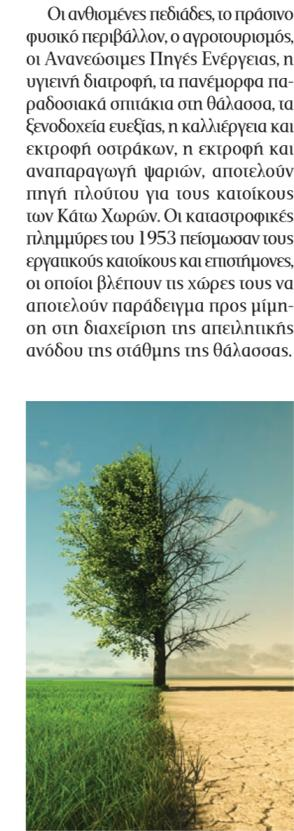 Οι ανθισμένες πεδιάδες, το πράσινο
φυσικό περιβάλλον, ο αγροτουρισμός,
οι Ανανεώσιμες Πηγές Ενέργειας, η
υγιεινή διατροφή, τα πανέμορφα πα-
ραδοσιακά σπιτάκια στη θάλασσα, τα
ξενοδοχεία ευεξίας, η καλλιέργεια και
εκτροφή οστράκων, η εκτροφή και
αναπαραγωγή ψαριών, αποτελούν
πηγή πλούτου για τους κατοίκους
των Κάτω Χωρών. Οι καταστροφικές
πλημμύρες του 1953 πείσμωσαν τους
εργατικούς κατοίκους και επιστήμονες,
οι οποίοι βλέπουν τις χώρες τους να
αποτελούν παράδειγμα προς μίμη-
ση στη διαχείριση της απειλητικής
ανόδου της στάθμης της θάλασσας.